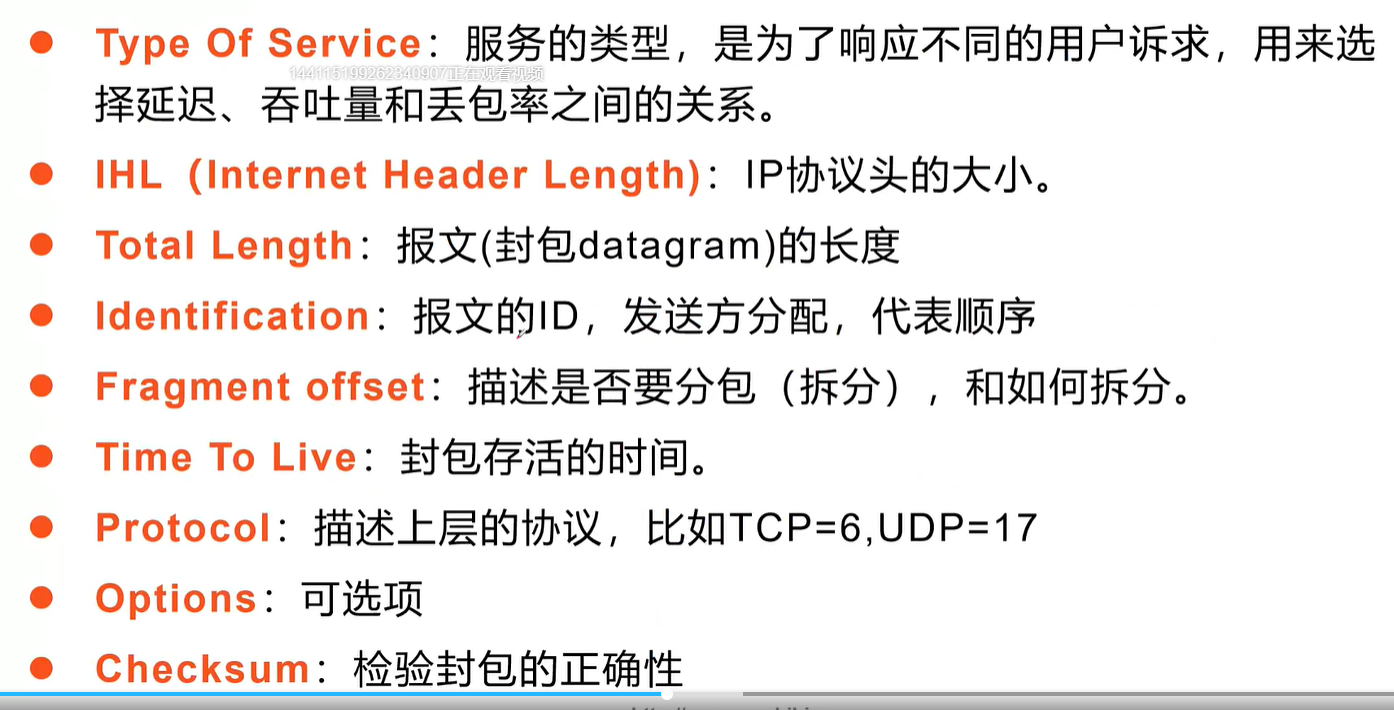 Type Of Service：服务的类型，是为了响应不同的用户诉求，用来选
144115199262340907正在观看视频
择延迟、吞吐量和丢包率之间的关系。
IHL（Internet Header Length)：IP协议头的大小。
Total Length：报文(封包datagram)的长度
Identification：报文的ID，发送方分配，代表顺序
Fragment offset：描述是否要分包（拆分），和如何拆分。
Time To Live：封包存活的时间。
Protocol：描述上层的协议，比如TCP=6,UDP=17
Options：可选项
Checksum：检验封包的正确性